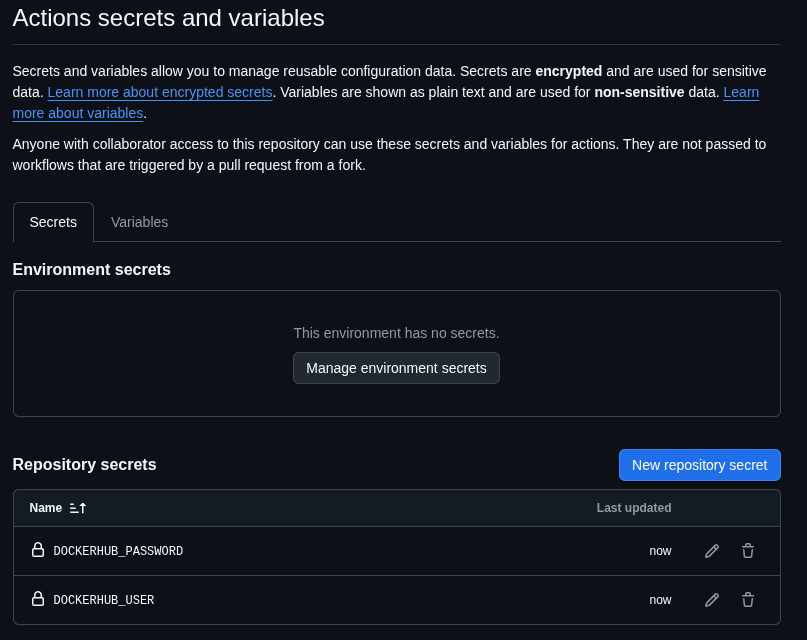 Actions secrets and variables
Secrets and variables allow you to manage reusable configuration data. Secrets are encrypted and are used for sensitive
data. Learn more about encrypted secrets. Variables are shown as plain text and are used for non-sensitive data. Learn
more about variables.
Anyone with collaborator access to this repository can use these secrets and variables for actions. They are not passed to
workflows that are triggered by a pull request from a fork.
Secrets Variables
Environment secrets
This environment has no secrets.
Manage environment secrets
Repository secrets New repository secret
Name Last updated
DOCKERHUB_PASSWORD now
DOCKERHUB_USER now